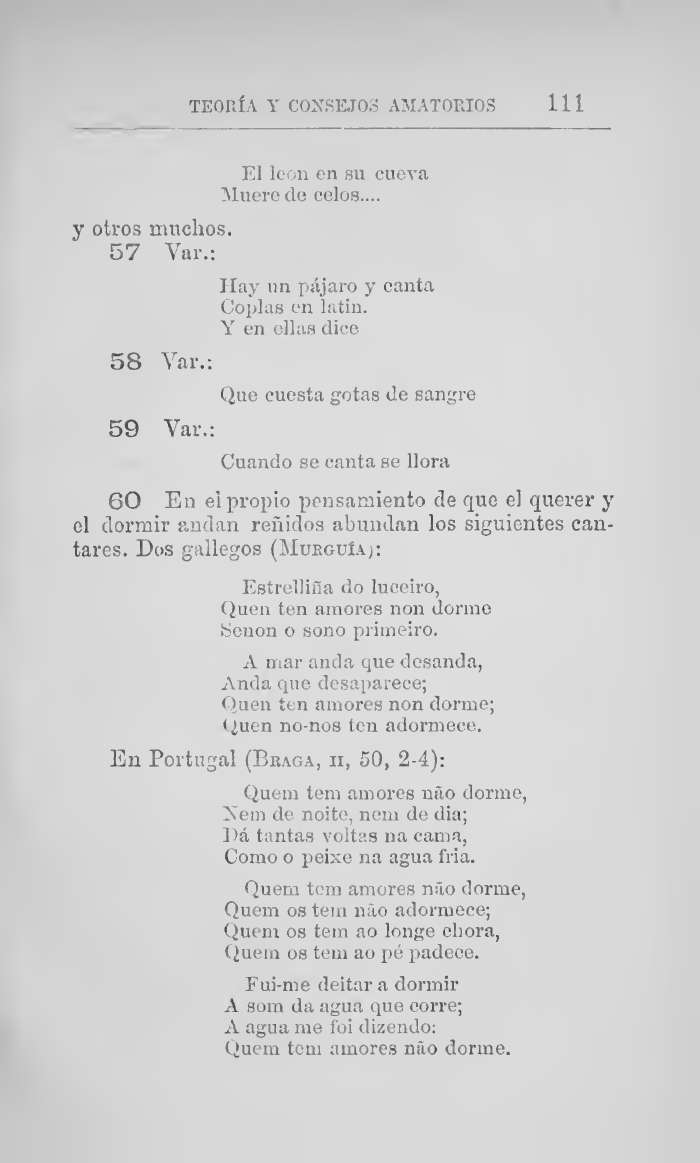 TEORÍA Y CONSEJOS AMATORIOS 111
El leon en su cueva
Muere de celos....
y otros muchos.
57 Var.:
Hay un pájaro y canta
Coplas en latin.
Y en ellas dice
58 Var.:
Que cuesta gotas de sangre
59 Var.:
Cuando se canta se llora
60 En el propio pensamiento de que el querer y
el dormir andan reñidos abundan los siguientes can-
tares. Dos gallegos (MURGUÍA):
Estrelliña do luceiro,
Quen ten amores non dorme
Senon o sono primeiro.
A mar anda que desanda,
Anda que desaparece;
Quen ten amores non dorme;
Quen no-nos ten adormece.
En Portugal (BRAGA, II, 50, 2-4):
Quem tem amores não dorme,
Nem de noite, nem de dia;
Dá tantas voltas na cama,
Como o peixe na agua fria.
Quem tem amores não dorme,
Quem os tem não adormece;
Quem os tem ao longe chora,
Quem os tem ao pé padece.
Fui-me deitar a dormir
A som da agua que corre;
A agua me foi dizendo:
Quem tem amores não dorme.